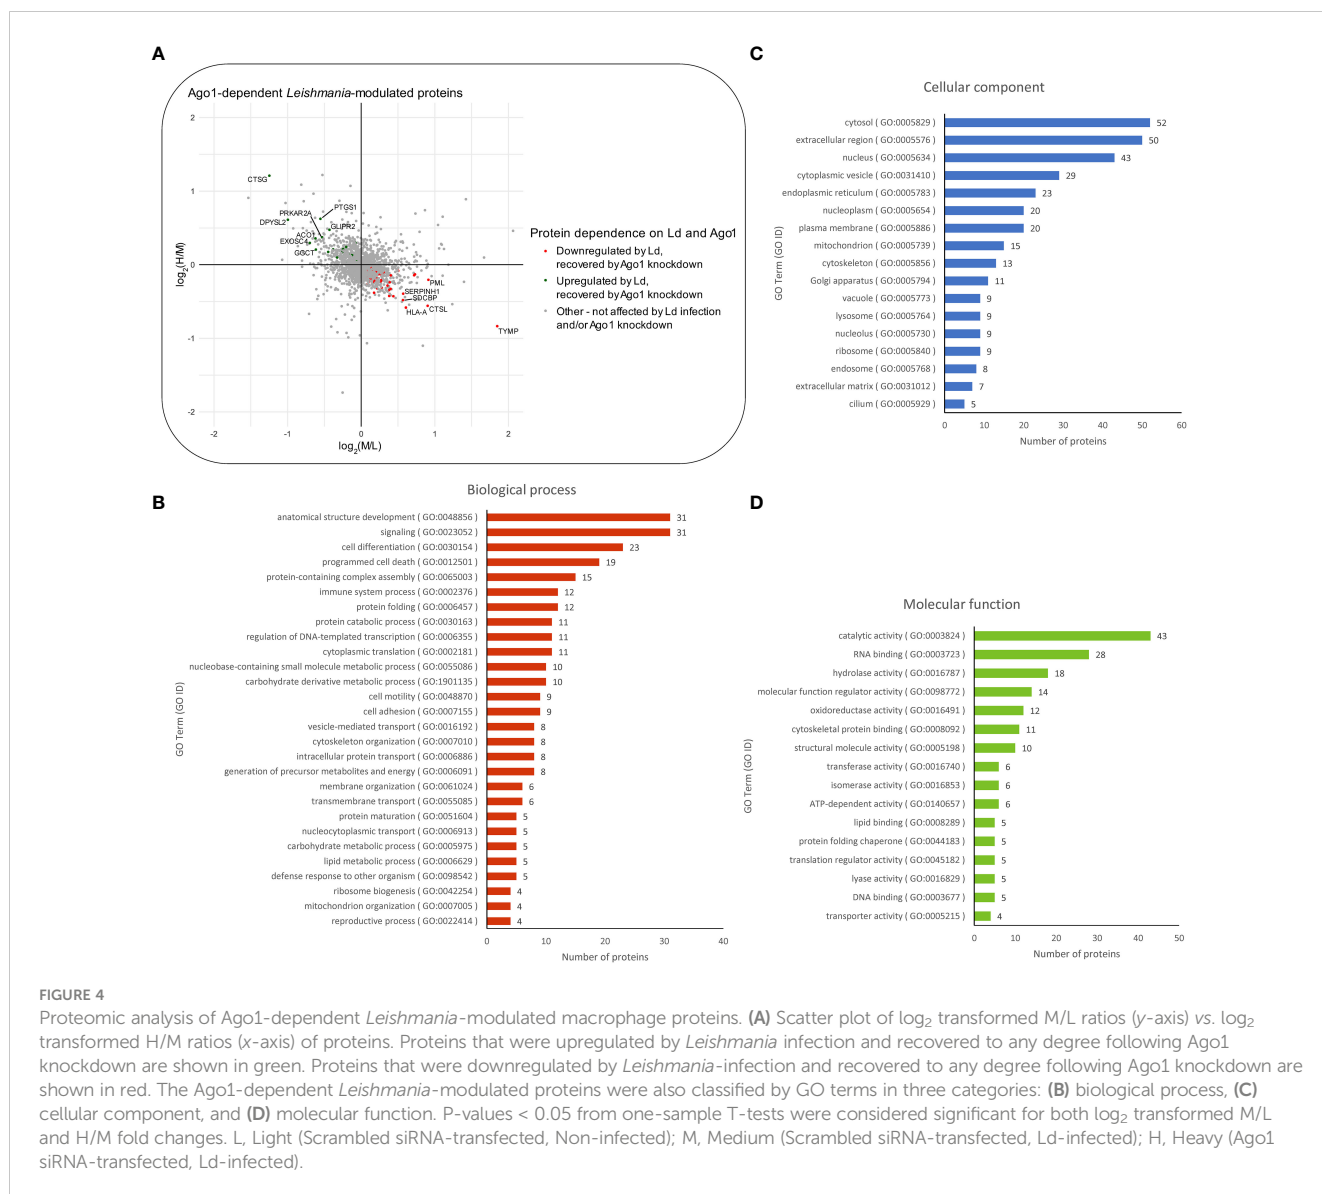 A
Ago1-dependent Leishmania-modulated proteins
2
1
0
-1
-2
-2
-1
0
1
2
log2(H/M)
log2(M/L)
CTSG
PTGS1
PRKAR2A
DPYSL2
GLIPR2
ACO1
EXOSC4
GGCT
PML
SERPINH1
SDCBP
HLA-A
CTSL
TYMP
Protein dependence on Ld and Ago1
Downregulated by Ld,
recovered by Ago1 knockdown
Upregulated by Ld,
recovered by Ago1 knockdown
Other - not affected by Ld infection
and/or Ago1 knockdown
C
Cellular component
GO Term (GO ID)
cytosol ( GO:0005829 ) 52
extracellular region ( GO:0005576 ) 50
nucleus ( GO:0005634 ) 43
cytoplasmic vesicle ( GO:0031410 ) 29
endoplasmic reticulum ( GO:0005783 ) 23
nucleoplasm ( GO:0005654 ) 20
plasma membrane ( GO:0005886 ) 20
mitochondrion ( GO:0005739 ) 15
cytoskeleton ( GO:0005856 ) 13
Golgi apparatus ( GO:0005794 ) 11
vacuole ( GO:0005773 ) 9
lysosome ( GO:0005764 ) 9
nucleolus ( GO:0005730 ) 9
ribosome ( GO:0005840 ) 9
endosome ( GO:0005768 ) 8
extracellular matrix ( GO:0031012 ) 7
cilium ( GO:0005929 ) 5
0 10 20 30 40 50 60
Number of proteins
B
Biological process
GO Term (GO ID)
anatomical structure development ( GO:0048856 ) 31
signaling ( GO:0023052 ) 31
cell differentiation ( GO:0030154 ) 23
programmed cell death ( GO:0012501 ) 19
protein-containing complex assembly ( GO:0065003 ) 15
immune system process ( GO:0002376 ) 12
protein folding ( GO:0006457 ) 12
protein catabolic process ( GO:0030163 ) 11
regulation of DNA-templated transcription ( GO:0006355 ) 11
cytoplasmic translation ( GO:0002181 ) 11
nucleobase-containing small molecule metabolic process ( GO:0055086 ) 10
carbohydrate derivative metabolic process ( GO:1901135 ) 10
cell motility ( GO:0048870 ) 9
cell adhesion ( GO:0007155 ) 9
vesicle-mediated transport ( GO:0016192 ) 8
cytoskeleton organization ( GO:0007010 ) 8
intracellular protein transport ( GO:0006886 ) 8
generation of precursor metabolites and energy ( GO:0006091 ) 8
membrane organization ( GO:0061024 ) 6
transmembrane transport ( GO:0055085 ) 6
protein maturation ( GO:0051604 ) 5
nucleocytoplasmic transport ( GO:0006913 ) 5
carbohydrate metabolic process ( GO:0005975 ) 5
lipid metabolic process ( GO:0006629 ) 5
defense response to other organism ( GO:0098542 ) 5
ribosome biogenesis ( GO:0042254 ) 4
mitochondrion organization ( GO:0007005 ) 4
reproductive process ( GO:0022414 ) 4
0 10 20 30 40
Number of proteins
D
Molecular function
GO Term (GO ID)
catalytic activity ( GO:0003824 ) 43
RNA binding ( GO:0003723 ) 28
hydrolase activity ( GO:0016787 ) 18
molecular function regulator activity ( GO:0098772 ) 14
oxidoreductase activity ( GO:0016491 ) 12
cytoskeletal protein binding ( GO:0008092 ) 11
structural molecule activity ( GO:0005198 ) 10
transferase activity ( GO:0016740 ) 6
isomerase activity ( GO:0016853 ) 6
ATP-dependent activity ( GO:0140657 ) 6
lipid binding ( GO:0008289 ) 5
protein folding chaperone ( GO:0044183 ) 5
translation regulator activity ( GO:0045182 ) 5
lyase activity ( GO:0016829 ) 5
DNA binding ( GO:0003677 ) 5
transporter activity ( GO:0005215 ) 4
0 10 20 30 40 50
Number of proteins
FIGURE 4
Proteomic analysis of Ago1-dependent Leishmania-modulated macrophage proteins. (A) Scatter plot of log2 transformed M/L ratios (y-axis) vs. log2
transformed H/M ratios (x-axis) of proteins. Proteins that were upregulated by Leishmania infection and recovered to any degree following Ago1
knockdown are shown in green. Proteins that were downregulated by Leishmania-infection and recovered to any degree following Ago1 knockdown are
shown in red. The Ago1-dependent Leishmania-modulated proteins were also classified by GO terms in three categories: (B) biological process, (C)
cellular component, and (D) molecular function. P-values < 0.05 from one-sample T-tests were considered significant for both log2 transformed M/L
and H/M fold changes. L, Light (Scrambled siRNA-transfected, Non-infected); M, Medium (Scrambled siRNA-transfected, Ld-infected); H, Heavy (Ago1
siRNA-transfected, Ld-infected).